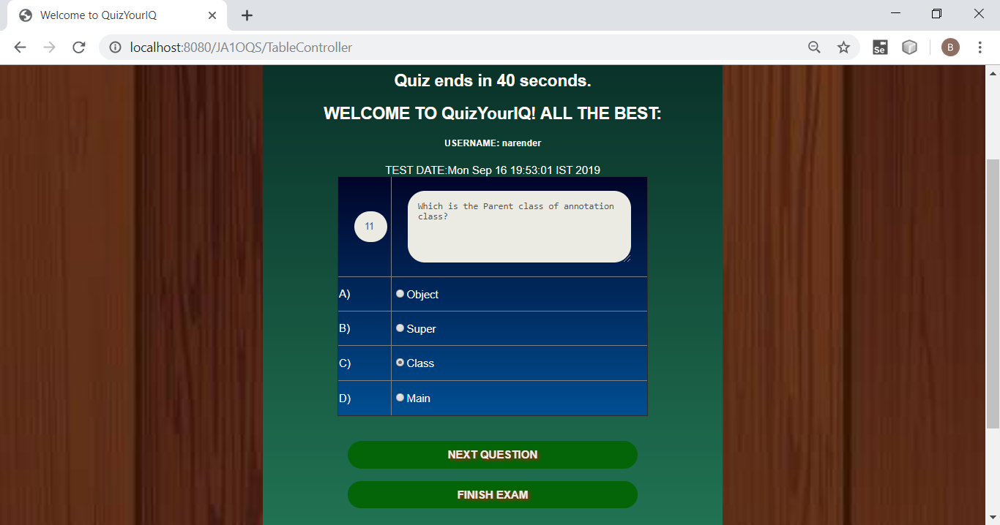 Welcome to QuizYourIQ
localhost:8080/JA1OQS/TableController
Se
B
Quiz ends in 40 seconds.
WELCOME TO QuizYourIQ! ALL THE BEST:
USERNAME: narender
TEST DATE:Mon Sep 16 19:53:01 IST 2019
11
Which is the Parent class of annotation
class?
A) Object
B) Super
C) Class
D) Main
NEXT QUESTION
FINISH EXAM